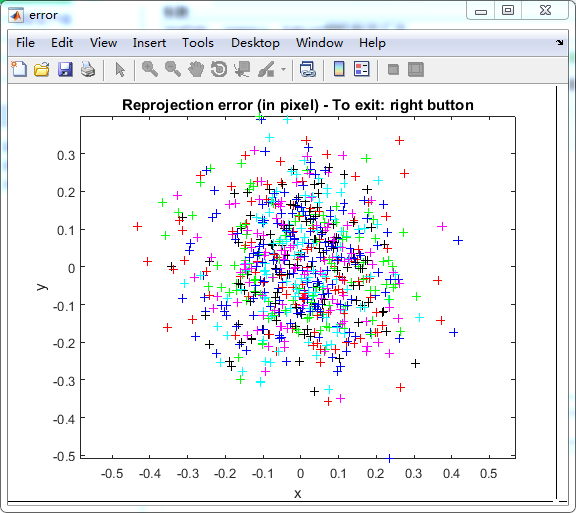 error
File Edit View Insert Tools Desktop Window Help
Reprojection error (in pixel) - To exit: right button
0.3
0.2
0.1
0
-0.1
-0.2
-0.3
-0.4
-0.5
y
-0.5 -0.4 -0.3 -0.2 -0.1 0 0.1 0.2 0.3 0.4 0.5
x